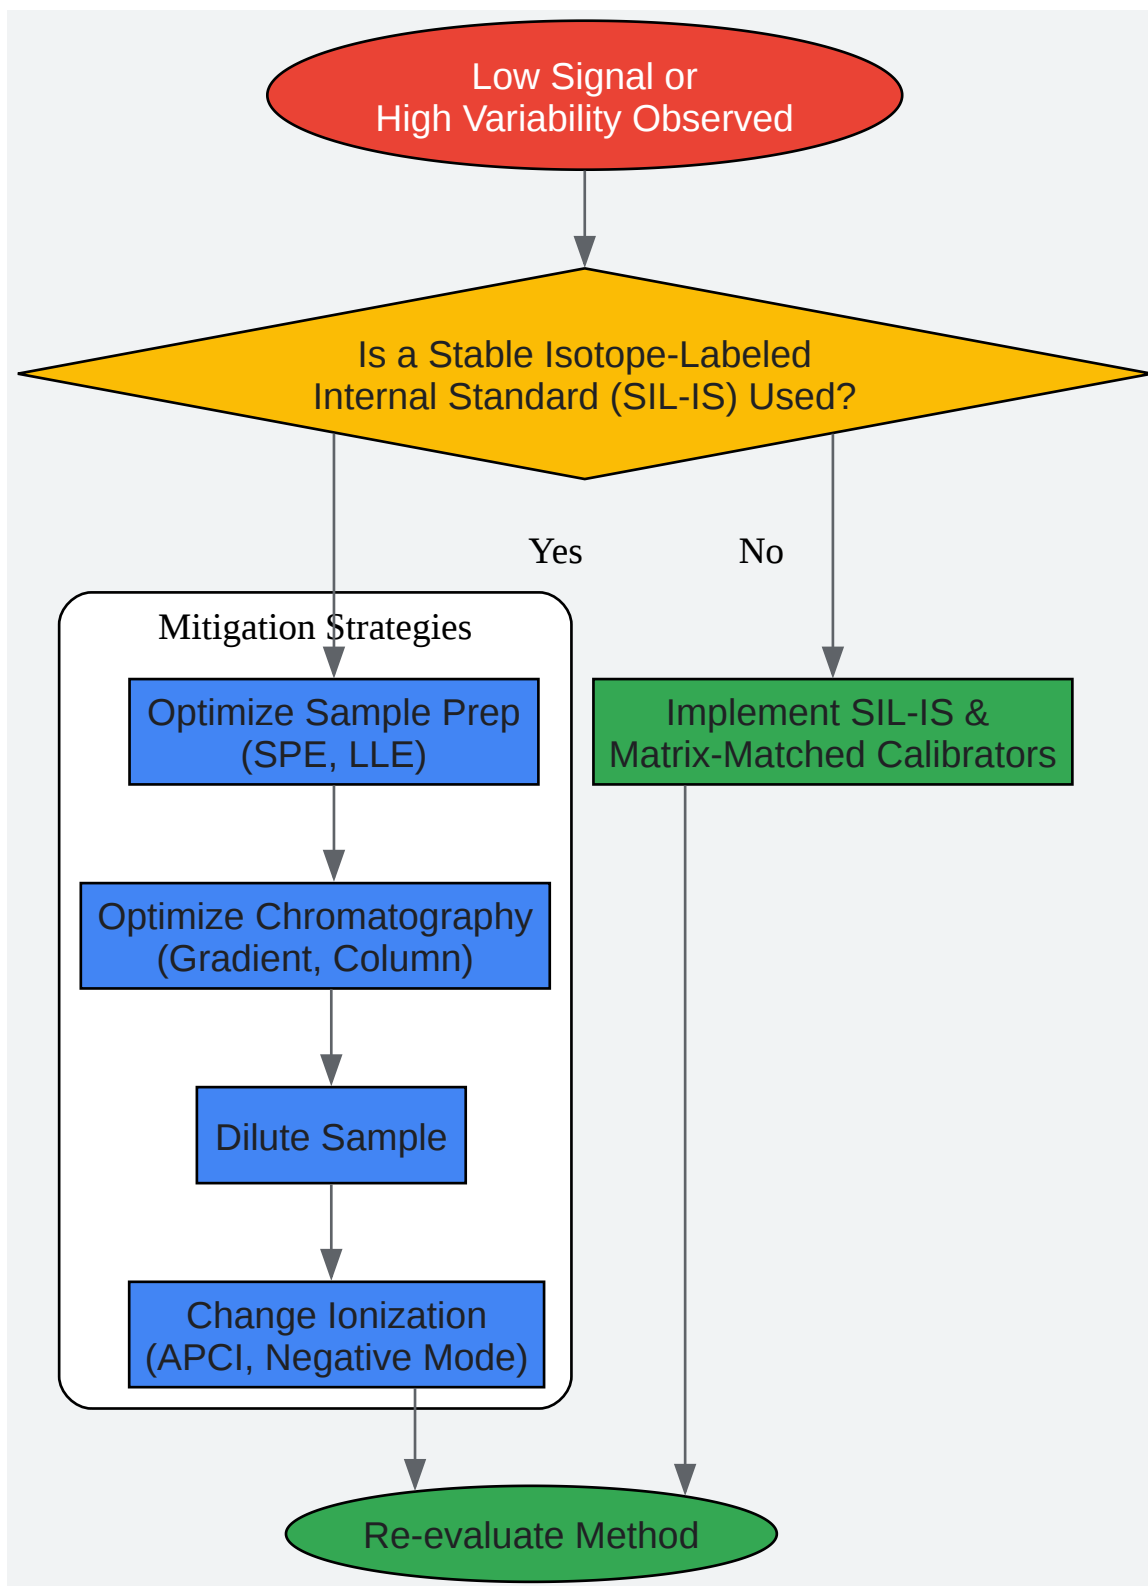 Low Signal or
High Variability Observed
Is a Stable Isotope-Labeled
Internal Standard (SIL-IS) Used?
Yes
No
Mitigation Strategies
Optimize Sample Prep
(SPE, LLE)
Implement SIL-IS &
Matrix-Matched Calibrators
Optimize Chromatography
(Gradient, Column)
Dilute Sample
Change Ionization
(APCI, Negative Mode)
Re-evaluate Method